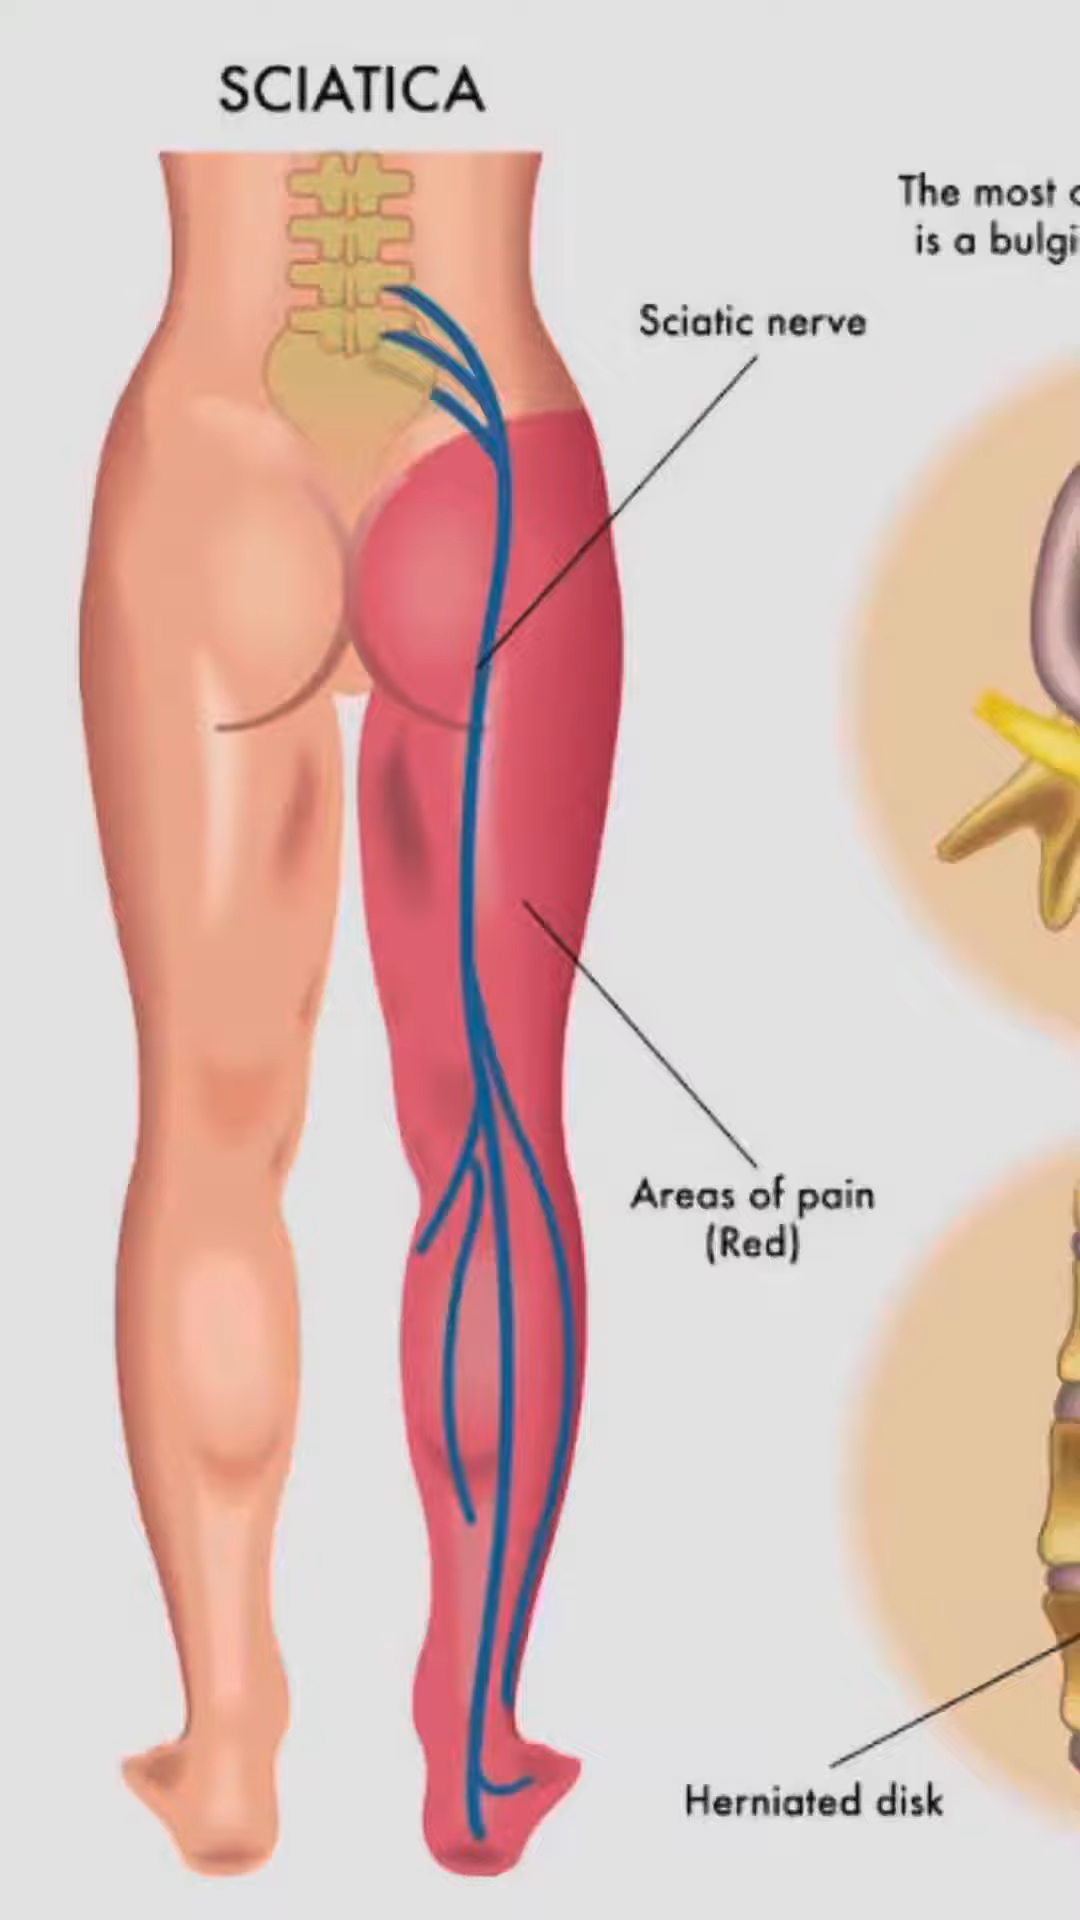 SCIATICA
The most
is a
Sciatic nerve
Areas of pain
(Red)
Herniated disk